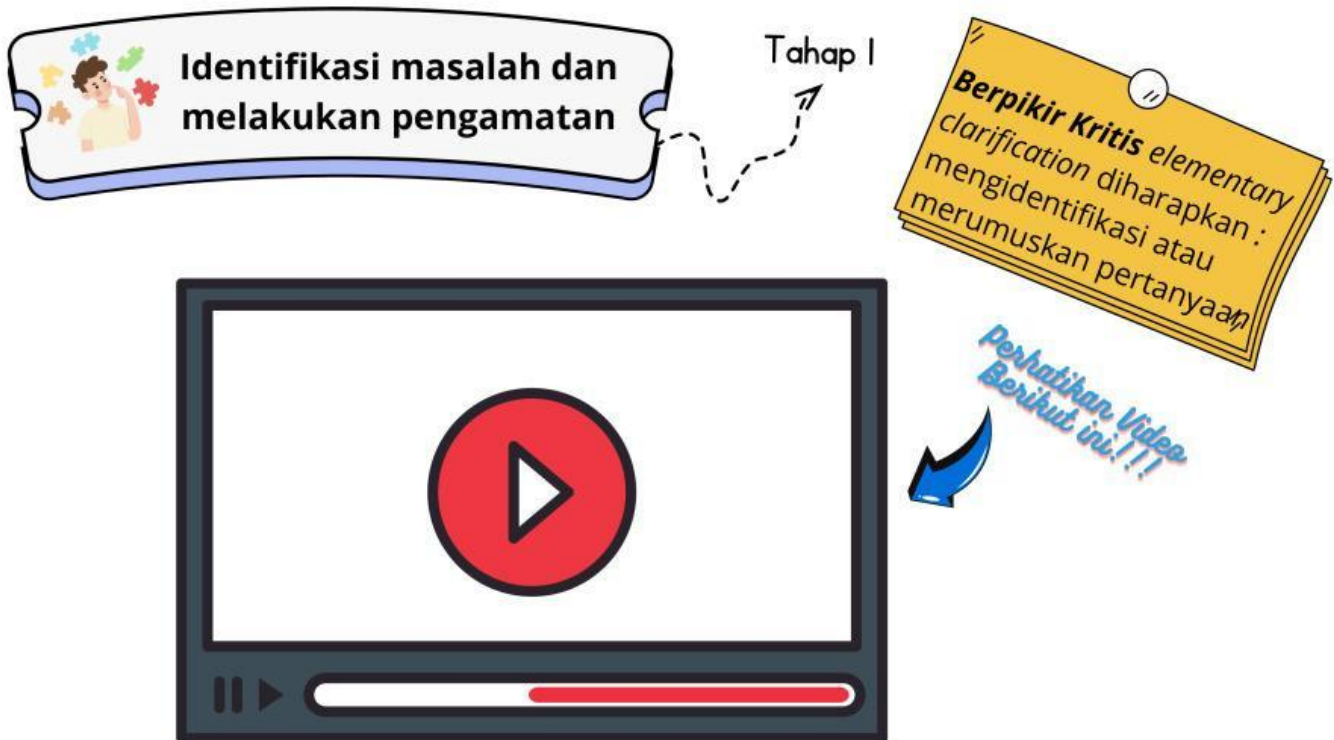 Identifikasi masalah dan
melakukan pengamatan
Tahap I
Berpikir Kritis elementary
clarification diharapkan :
mengidentifikasi atau
merumuskan pertanyaan
Perhatikan Video
Berikut ini!!!